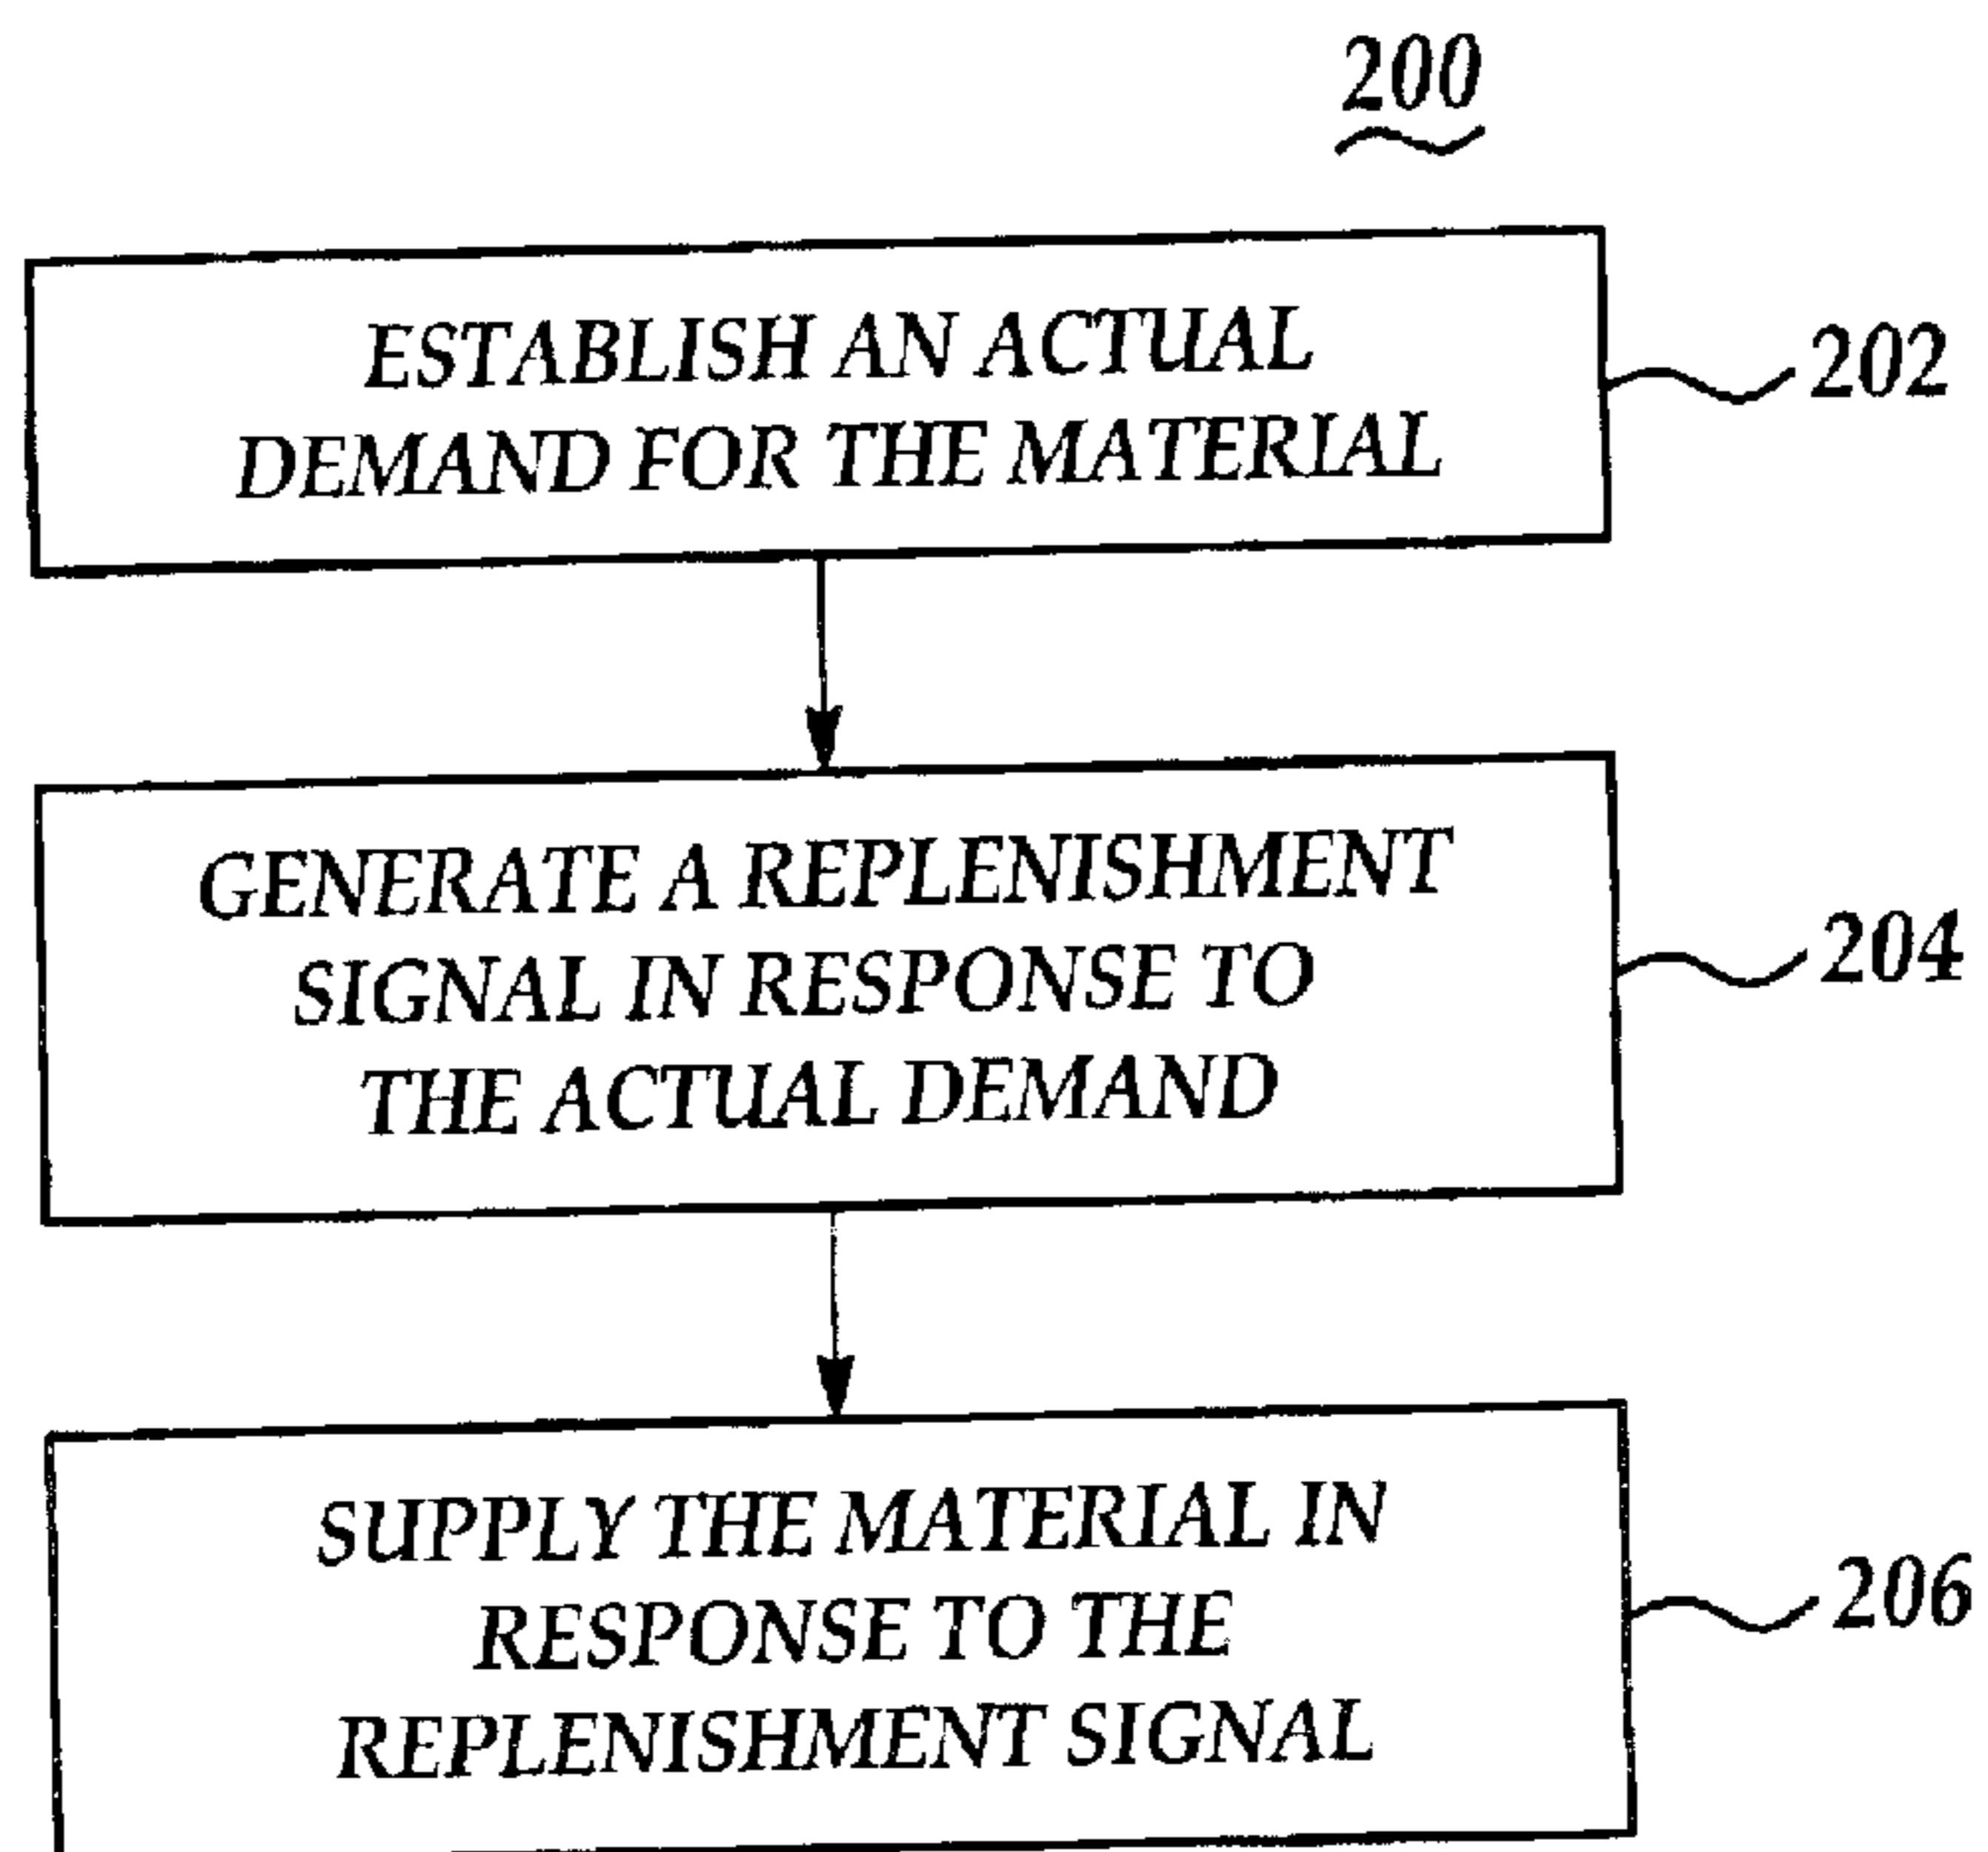 200
ESTABLISH AN ACTUAL
DEMAND FOR THE MATERIAL
202
GENERATE A REPLENISHMENT
SIGNAL IN RESPONSE TO
THE ACTUAL DEMAND
204
SUPPLY THE MATERIAL IN
RESPONSE TO THE
REPLENISHMENT SIGNAL
206